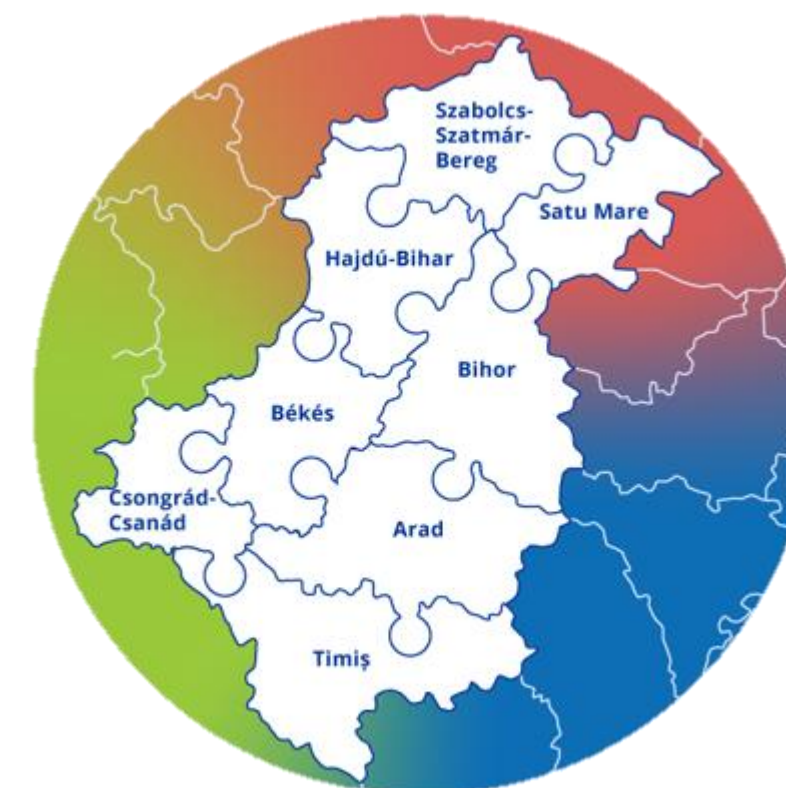 Szabolcs-
Szatmár-
Bereg
Satu Mare
Hajdú-Bihar
Bihor
Békés
Csongrád-
Csanád
Arad
Timiș